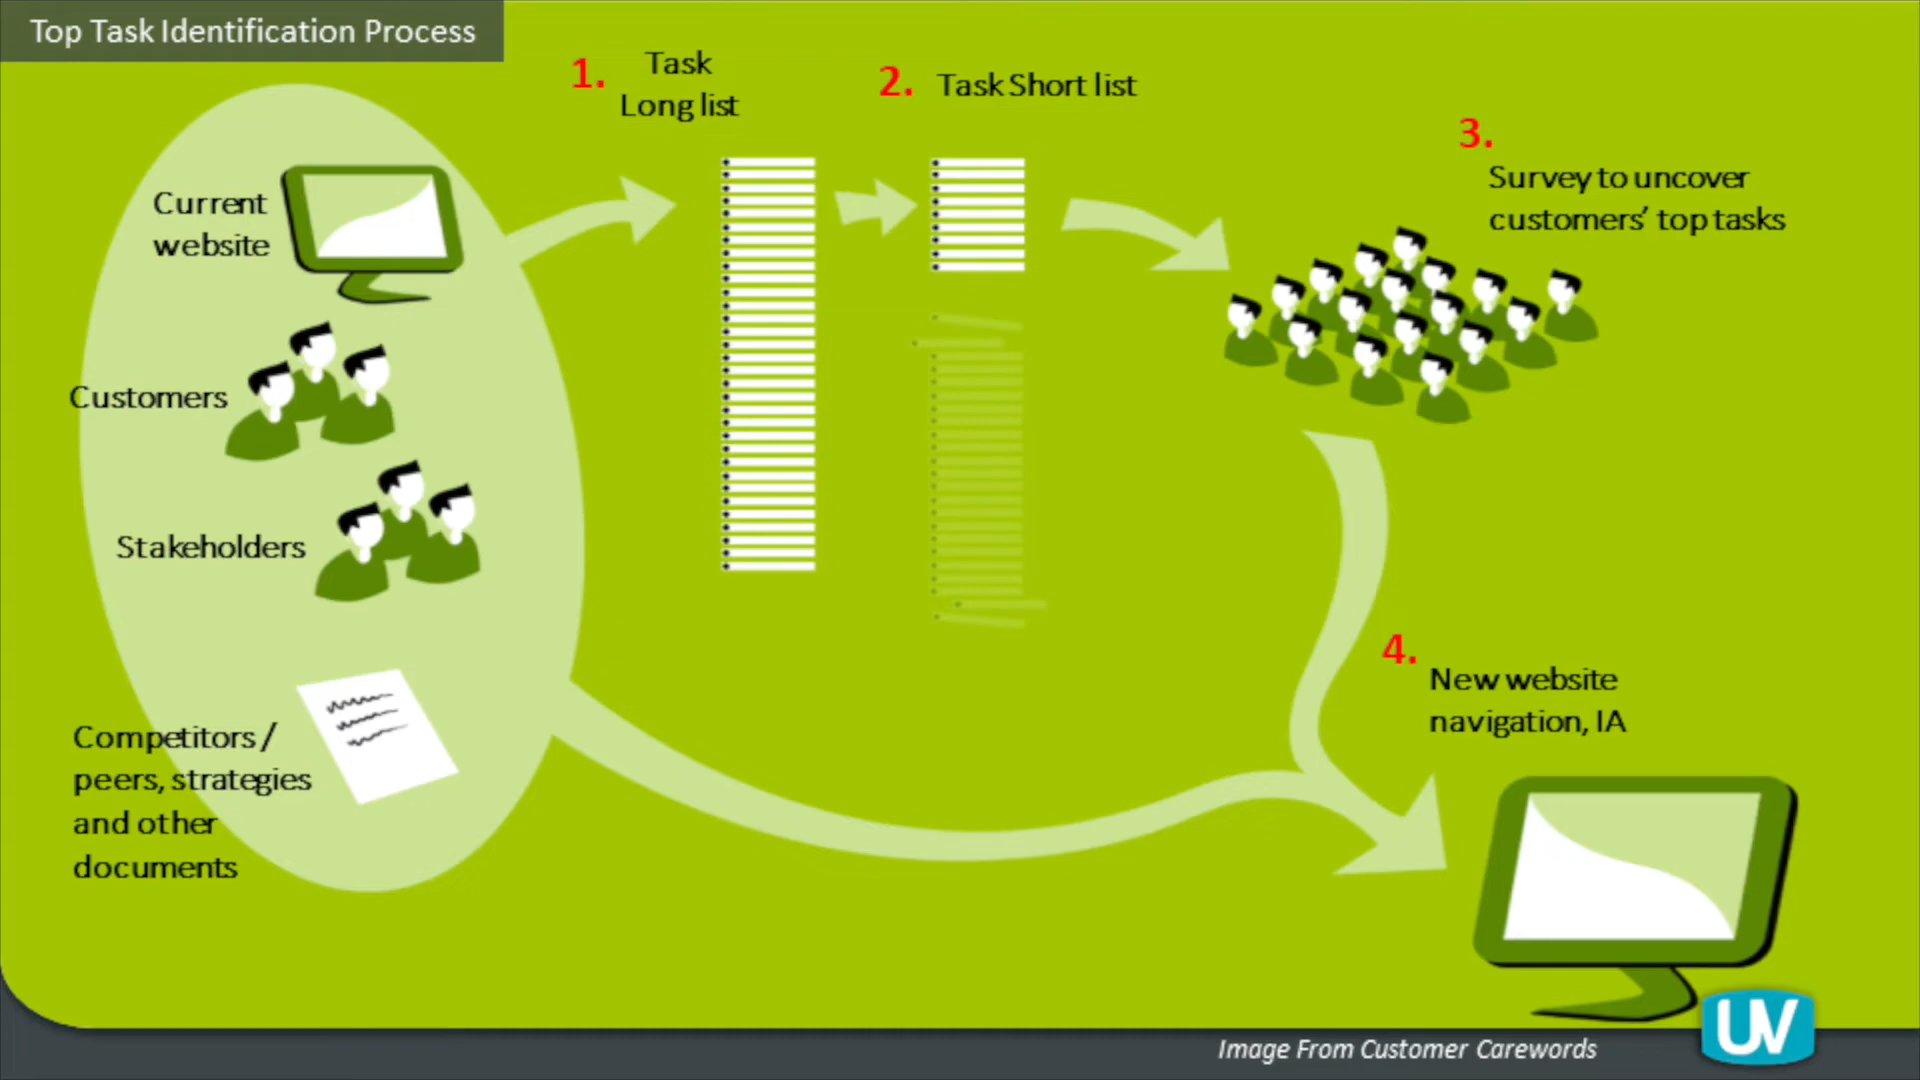 Top Task Identification Process
1.
Task
Long list
2.
Task Short list
3.
Survey to uncover
customers’ top tasks
Current
website
Customers
Stakeholders
Competitors /
peers, strategies
and other
documents
4.
New website
navigation, IA
Image From Customer Carewords
UV